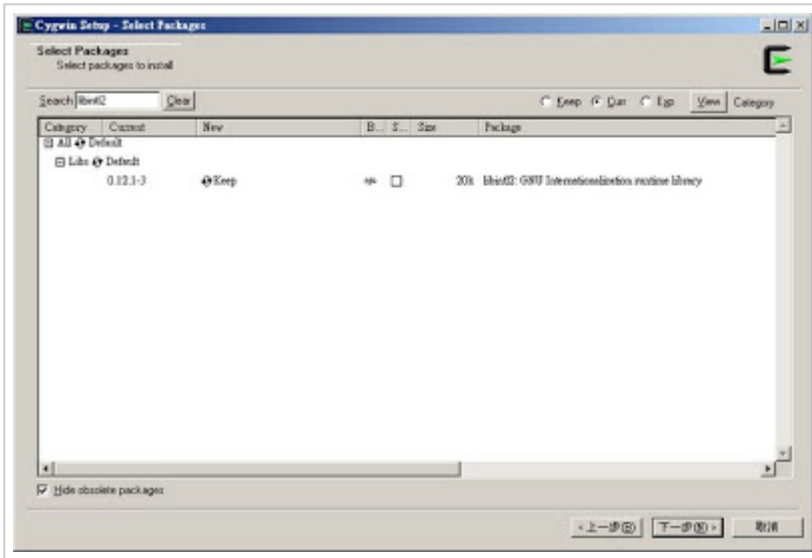 Cygwin Setup - Select Packages
Select Packages
Select packages to install
Search libintl2 Clear Keep Curr Exp View Category
Category Current New B... S... Size Package
All Default
Libs Default
0.12.1-3 Keep n/a 20k libintl2: GNU Internationalization runtime library
Hide obsolete packages
<上一步(B) 下一步(N)> 取消